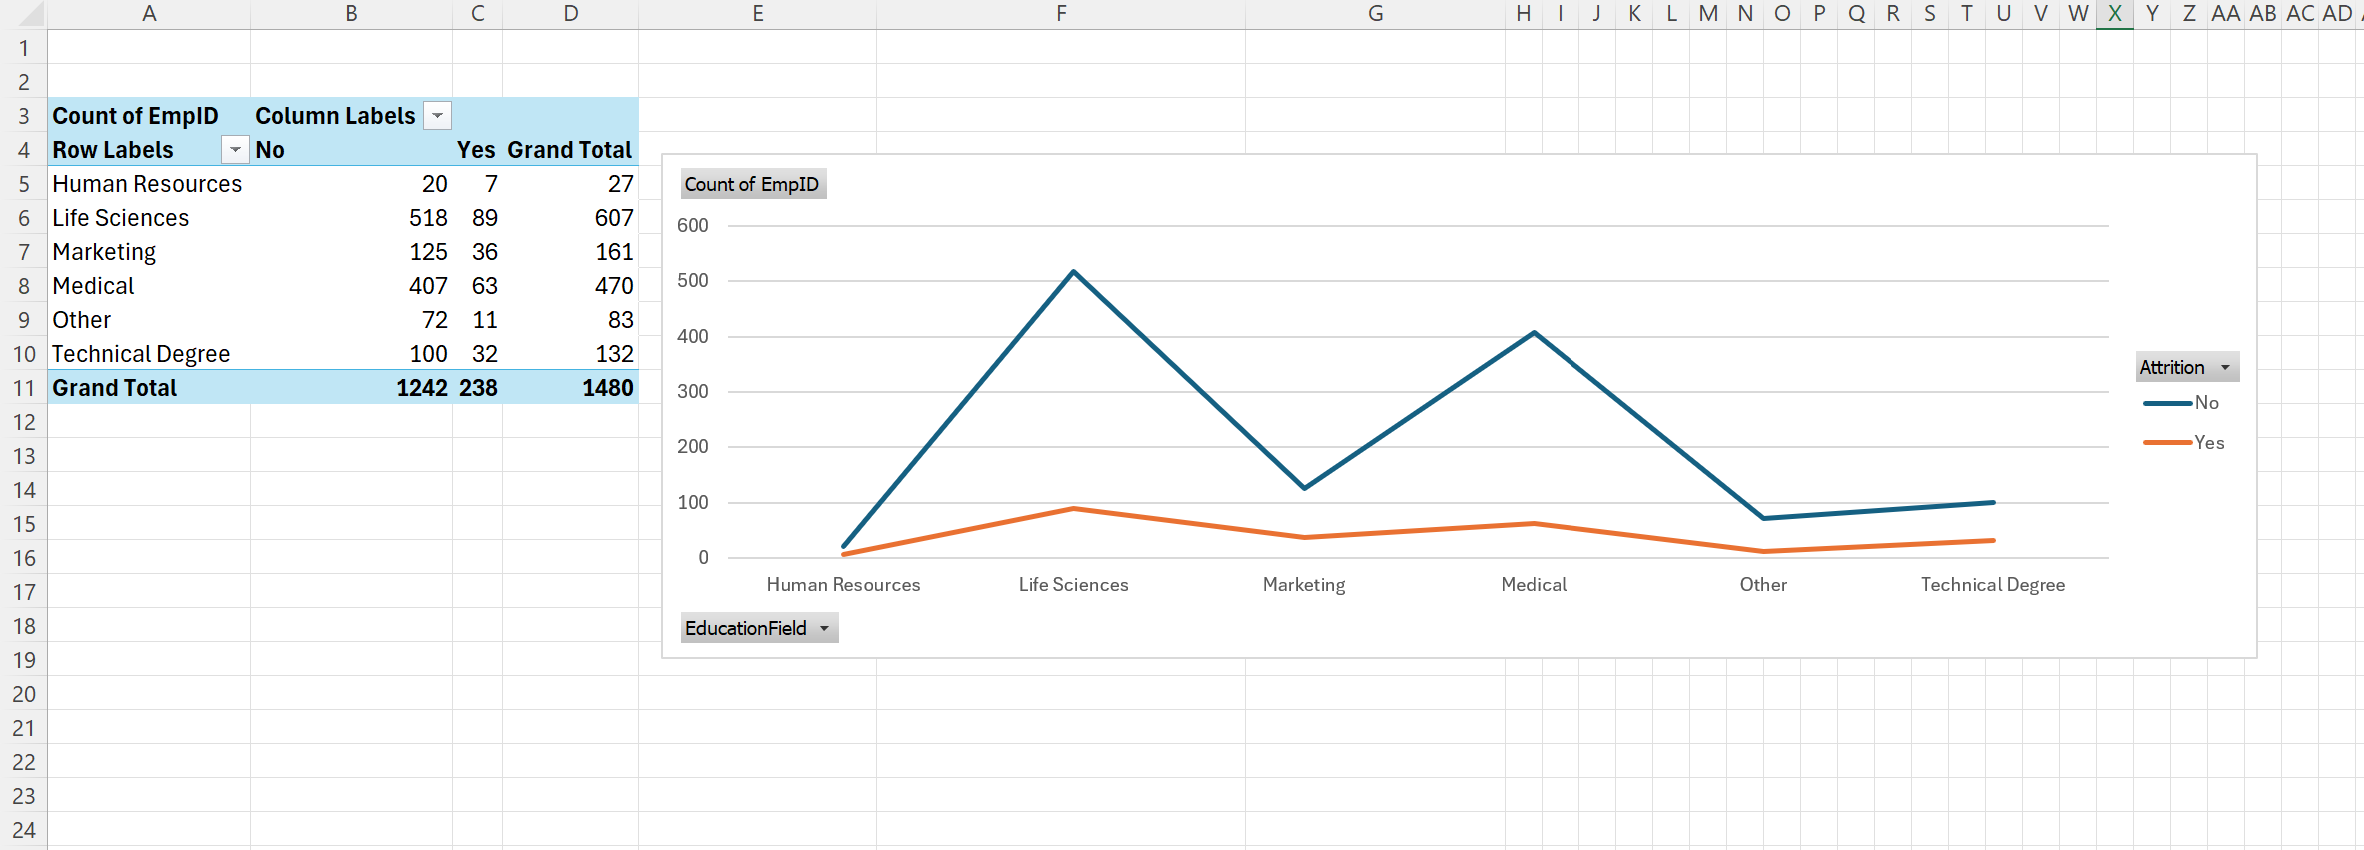 A B C D E F G H I J K L M N O P Q R S T U V W X Y Z AA AB AC AD
1
2
3 Count of EmpID Column Labels
4 Row Labels No Yes Grand Total
5 Human Resources 20 7 27
6 Life Sciences 518 89 607
7 Marketing 125 36 161
8 Medical 407 63 470
9 Other 72 11 83
10 Technical Degree 100 32 132
11 Grand Total 1242 238 1480
12
13
14
15
16
17
18
19
20
21
22
23
24
Count of EmpID
600
500
400
300
200
100
0
Human Resources Life Sciences Marketing Medical Other Technical Degree
EducationField
Attrition
No
Yes